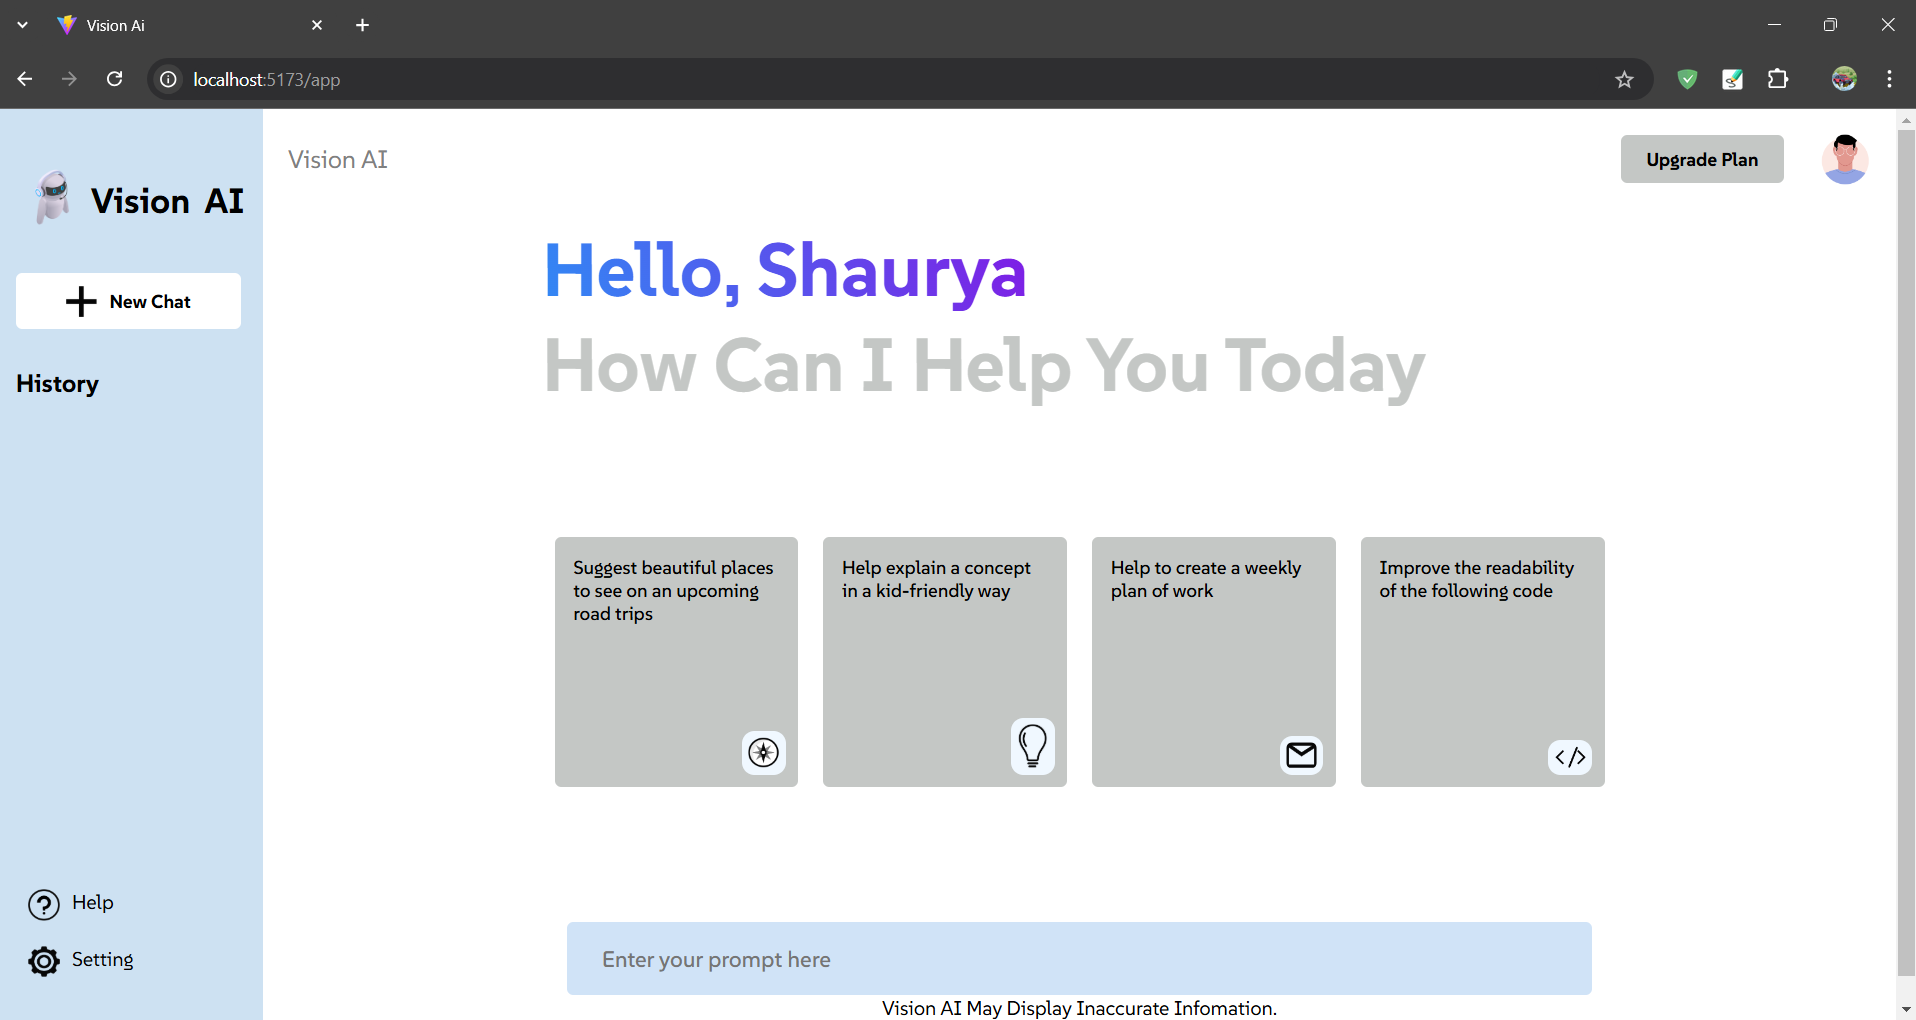 Vision Ai
localhost:5173/app
Vision AI
New Chat
History
Help
Setting
Vision AI
Upgrade Plan
Hello, Shaurya
How Can I Help You Today
Suggest beautiful places
to see on an upcoming
road trips
Help explain a concept
in a kid-friendly way
Help to create a weekly
plan of work
Improve the readability
of the following code
Enter your prompt here
Vision AI May Display Inaccurate Infomation.